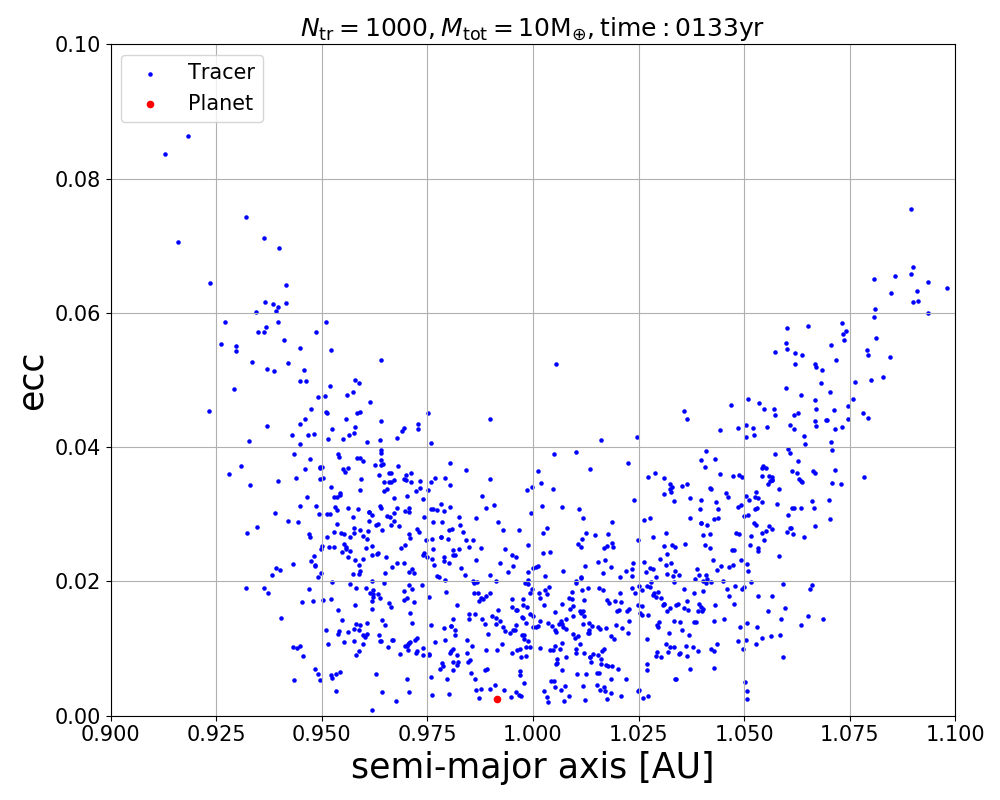 N_tr = 1000, M_tot = 10M_⊕, time : 0133yr
Tracer
Planet
ecc
0.10
0.08
0.06
0.04
0.02
0.00
0.900 0.925 0.950 0.975 1.000 1.025 1.050 1.075 1.100
semi-major axis [AU]